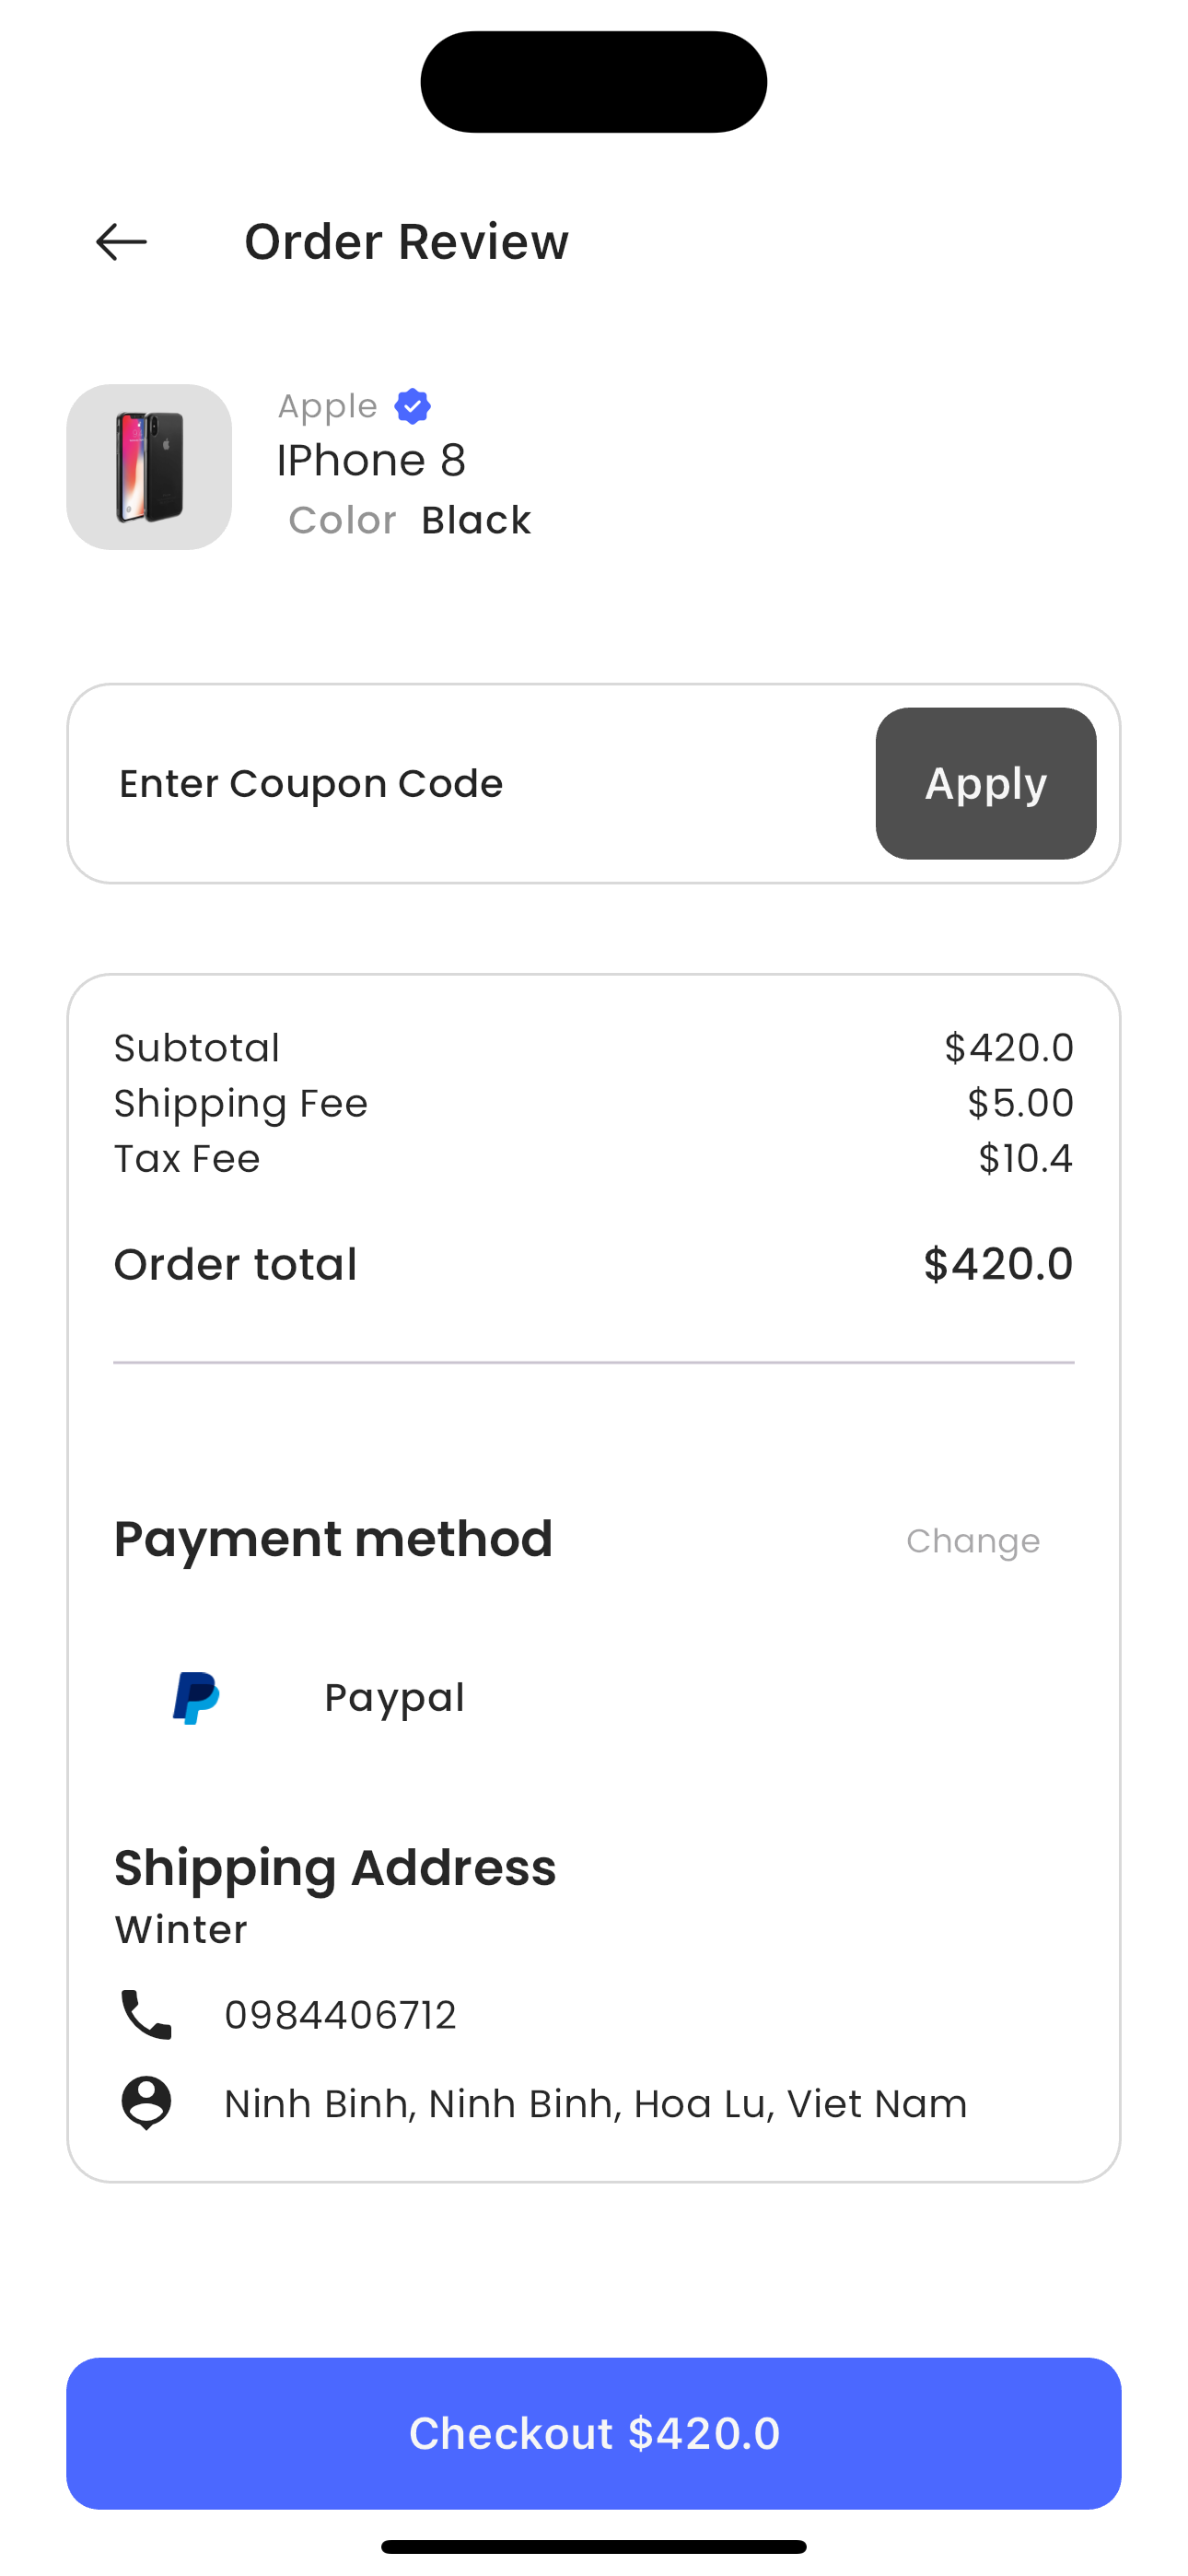 Order Review
Apple
IPhone 8
Color Black
Enter Coupon Code
Apply
Subtotal $420.0
Shipping Fee $5.00
Tax Fee $10.4
Order total $420.0
Payment method Change
Paypal
Shipping Address
Winter
0984406712
Ninh Binh, Ninh Binh, Hoa Lu, Viet Nam
Checkout $420.0